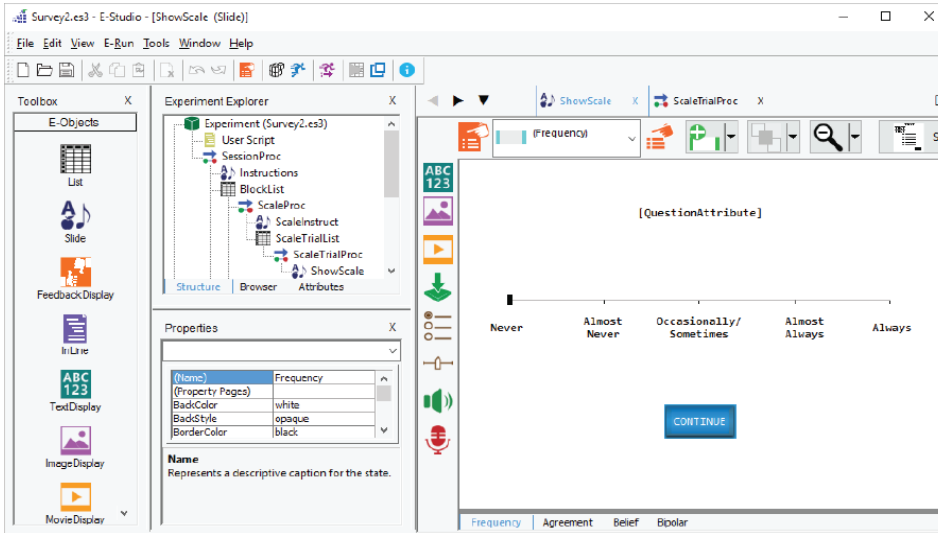 Survey2.es3 - E-Studio - [ShowScale (Slide)]
File Edit View E-Run Tools Window Help
Toolbox X
E-Objects
List
Slide
FeedbackDisplay
InLine
ABC
123
TextDisplay
ImageDisplay
MovieDisplay
Experiment Explorer X
Experiment (Survey2.es3)
User Script
SessionProc
Instructions
BlockList
ScaleProc
ScaleInstruct
ScaleTrialList
ScaleTrialProc
ShowScale
Structure Browser Attributes
Properties X
(Name) Frequency
(Property Pages)
BackColor white
BackStyle opaque
BorderColor black
Name
Represents a descriptive caption for the state.
ShowScale X ScaleTrialProc X
(Frequency)
ABC
123
[QuestionAttribute]
Never Almost Never Occasionally/ Sometimes Almost Always Always
CONTINUE
Frequency Agreement Belief Bipolar